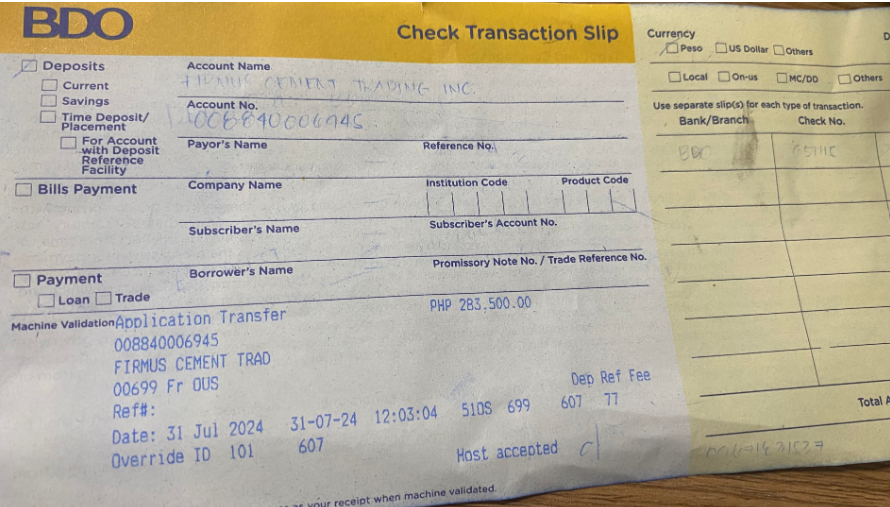 BDO
Check Transaction Slip
Deposits
Current
Savings
Time Deposit/
Placement
For Account
with Deposit
Reference
Facility
Bills Payment
Payment
Loan Trade
Account Name
FIRMUS CEMENT TRADING INC.
Account No.
008840006945
Payor's Name Reference No.
Company Name Institution Code Product Code
Subscriber's Name Subscriber's Account No.
Borrower's Name Promissory Note No. / Trade Reference No.
Machine Validation Application Transfer PHP 283,500.00
008840006945
FIRMUS CEMENT TRAD
00699 Fr OUS
Ref#: Dep Ref Fee
Date: 31 Jul 2024 31-07-24 12:03:04 510S 699 607 77
Override ID 101 607 Host accepted
as your receipt when machine validated.
Currency
Peso US Dollar Others
Local On-us MC/DD Others
Use separate slip(s) for each type of transaction.
Bank/Branch Check No.
BDO
Total